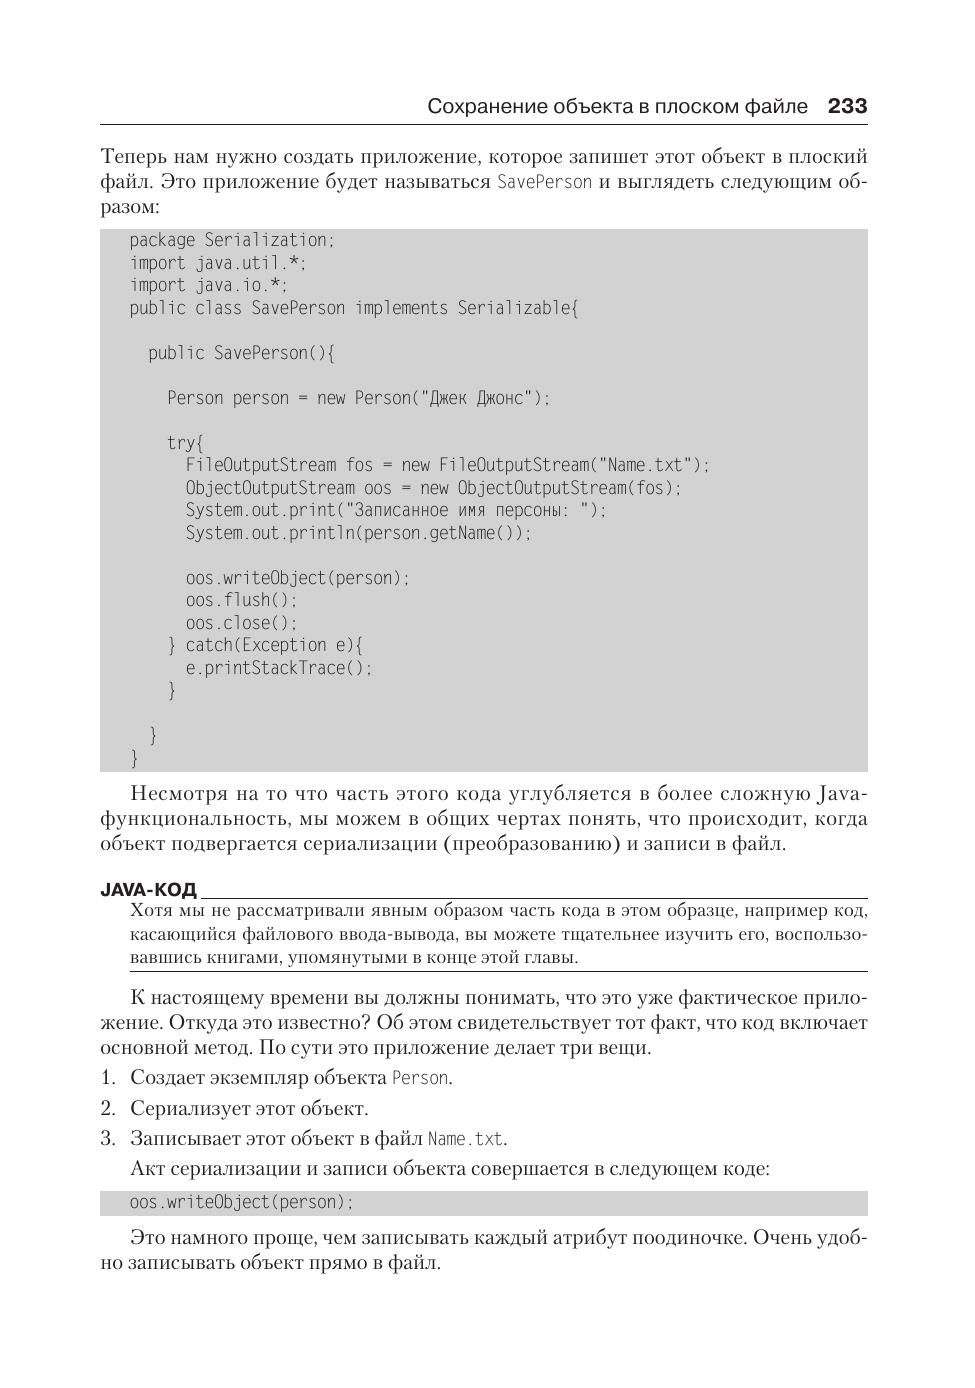 Сохранение объекта в плоском файле 233
Теперь нам нужно создать приложение, которое запишет этот объект в плоский
файл. Это приложение будет называться SavePerson и выглядеть следующим об-
разом:
package Serialization;
import java.util.*;
import java.io.*;
public class SavePerson implements Serializable{
public SavePerson(){
Person person = new Person("Джек Джонс");
try{
FileOutputStream fos = new FileOutputStream("Name.txt");
ObjectOutputStream oos = new ObjectOutputStream(fos);
System.out.print("Записанное имя персоны: ");
System.out.println(person.getName());
oos.writeObject(person);
oos.flush();
oos.close();
} catch(Exception e){
e.printStackTrace();
}
}
}
Несмотря на то что часть этого кода углубляется в более сложную Java-
функциональность, мы можем в общих чертах понять, что происходит, когда
объект подвергается сериализации (преобразованию) и записи в файл.
JAVA-КОД
Хотя мы не рассматривали явным образом часть кода в этом образце, например код,
касающийся файлового ввода-вывода, вы можете тщательнее изучить его, воспользо-
вавшись книгами, упомянутыми в конце этой главы.
К настоящему времени вы должны понимать, что это уже фактическое прило-
жение. Откуда это известно? Об этом свидетельствует тот факт, что код включает
основной метод. По сути это приложение делает три вещи.
1. Создает экземпляр объекта Person.
2. Сериализует этот объект.
3. Записывает этот объект в файл Name.txt.
Акт сериализации и записи объекта совершается в следующем коде:
oos.writeObject(person);
Это намного проще, чем записывать каждый атрибут поодиночке. Очень удоб-
но записывать объект прямо в файл.